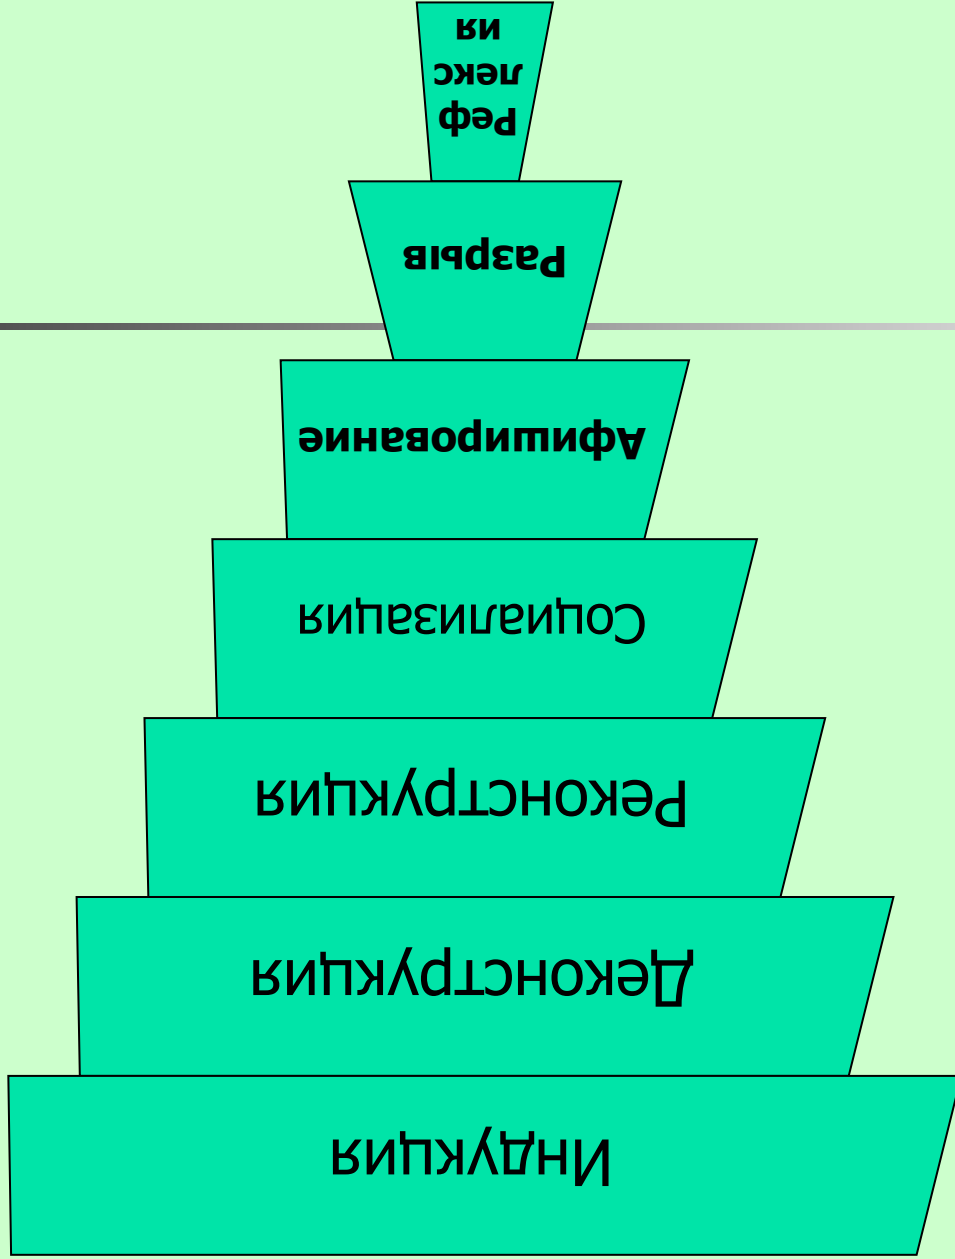 Индукция
Деконструкция
Реконструкция
Социализация
Афиширование
Разрыв
Реф
лекс
ия